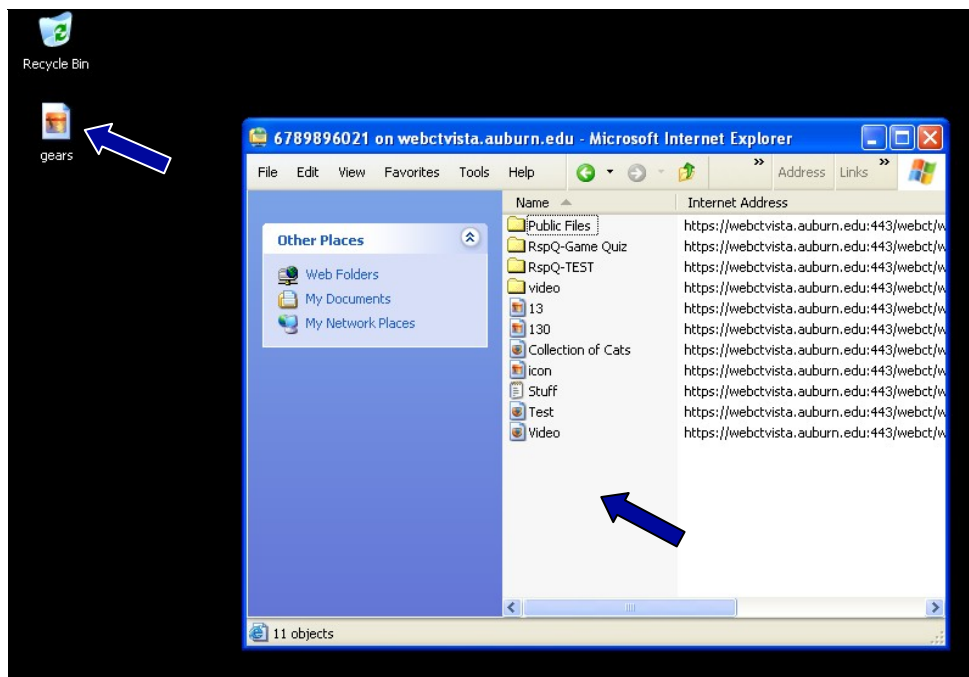 Recycle Bin
gears
6789896021 on webctvista.auburn.edu - Microsoft Internet Explorer
File Edit View Favorites Tools Help » Address Links »
Other Places
Web Folders
My Documents
My Network Places
Name Internet Address
Public Files https://webctvista.auburn.edu:443/webct/w
RspQ-Game Quiz https://webctvista.auburn.edu:443/webct/w
RspQ-TEST https://webctvista.auburn.edu:443/webct/w
video https://webctvista.auburn.edu:443/webct/w
13 https://webctvista.auburn.edu:443/webct/w
130 https://webctvista.auburn.edu:443/webct/w
Collection of Cats https://webctvista.auburn.edu:443/webct/w
icon https://webctvista.auburn.edu:443/webct/w
Stuff https://webctvista.auburn.edu:443/webct/w
Test https://webctvista.auburn.edu:443/webct/w
Video https://webctvista.auburn.edu:443/webct/w
11 objects